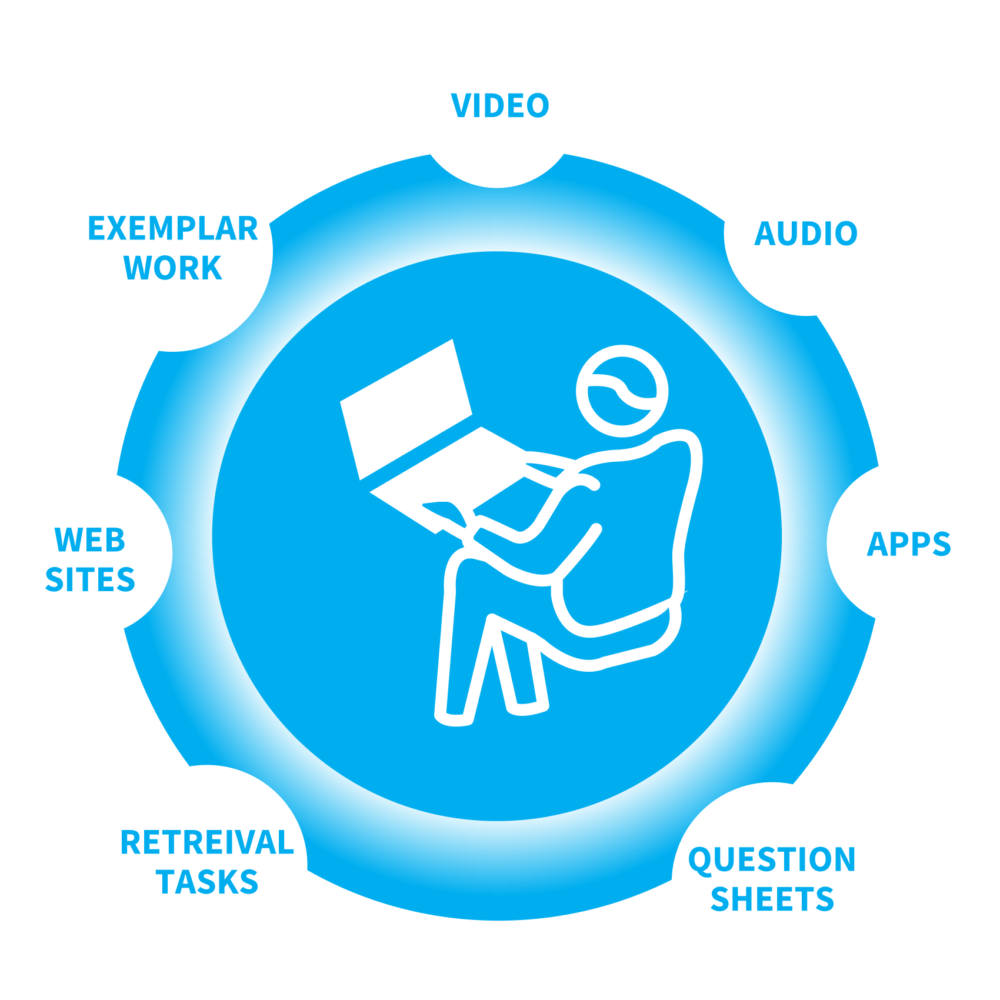 VIDEO
EXEMPLAR
WORK
AUDIO
WEB
SITES
APPS
RETREIVAL
TASKS
QUESTION
SHEETS